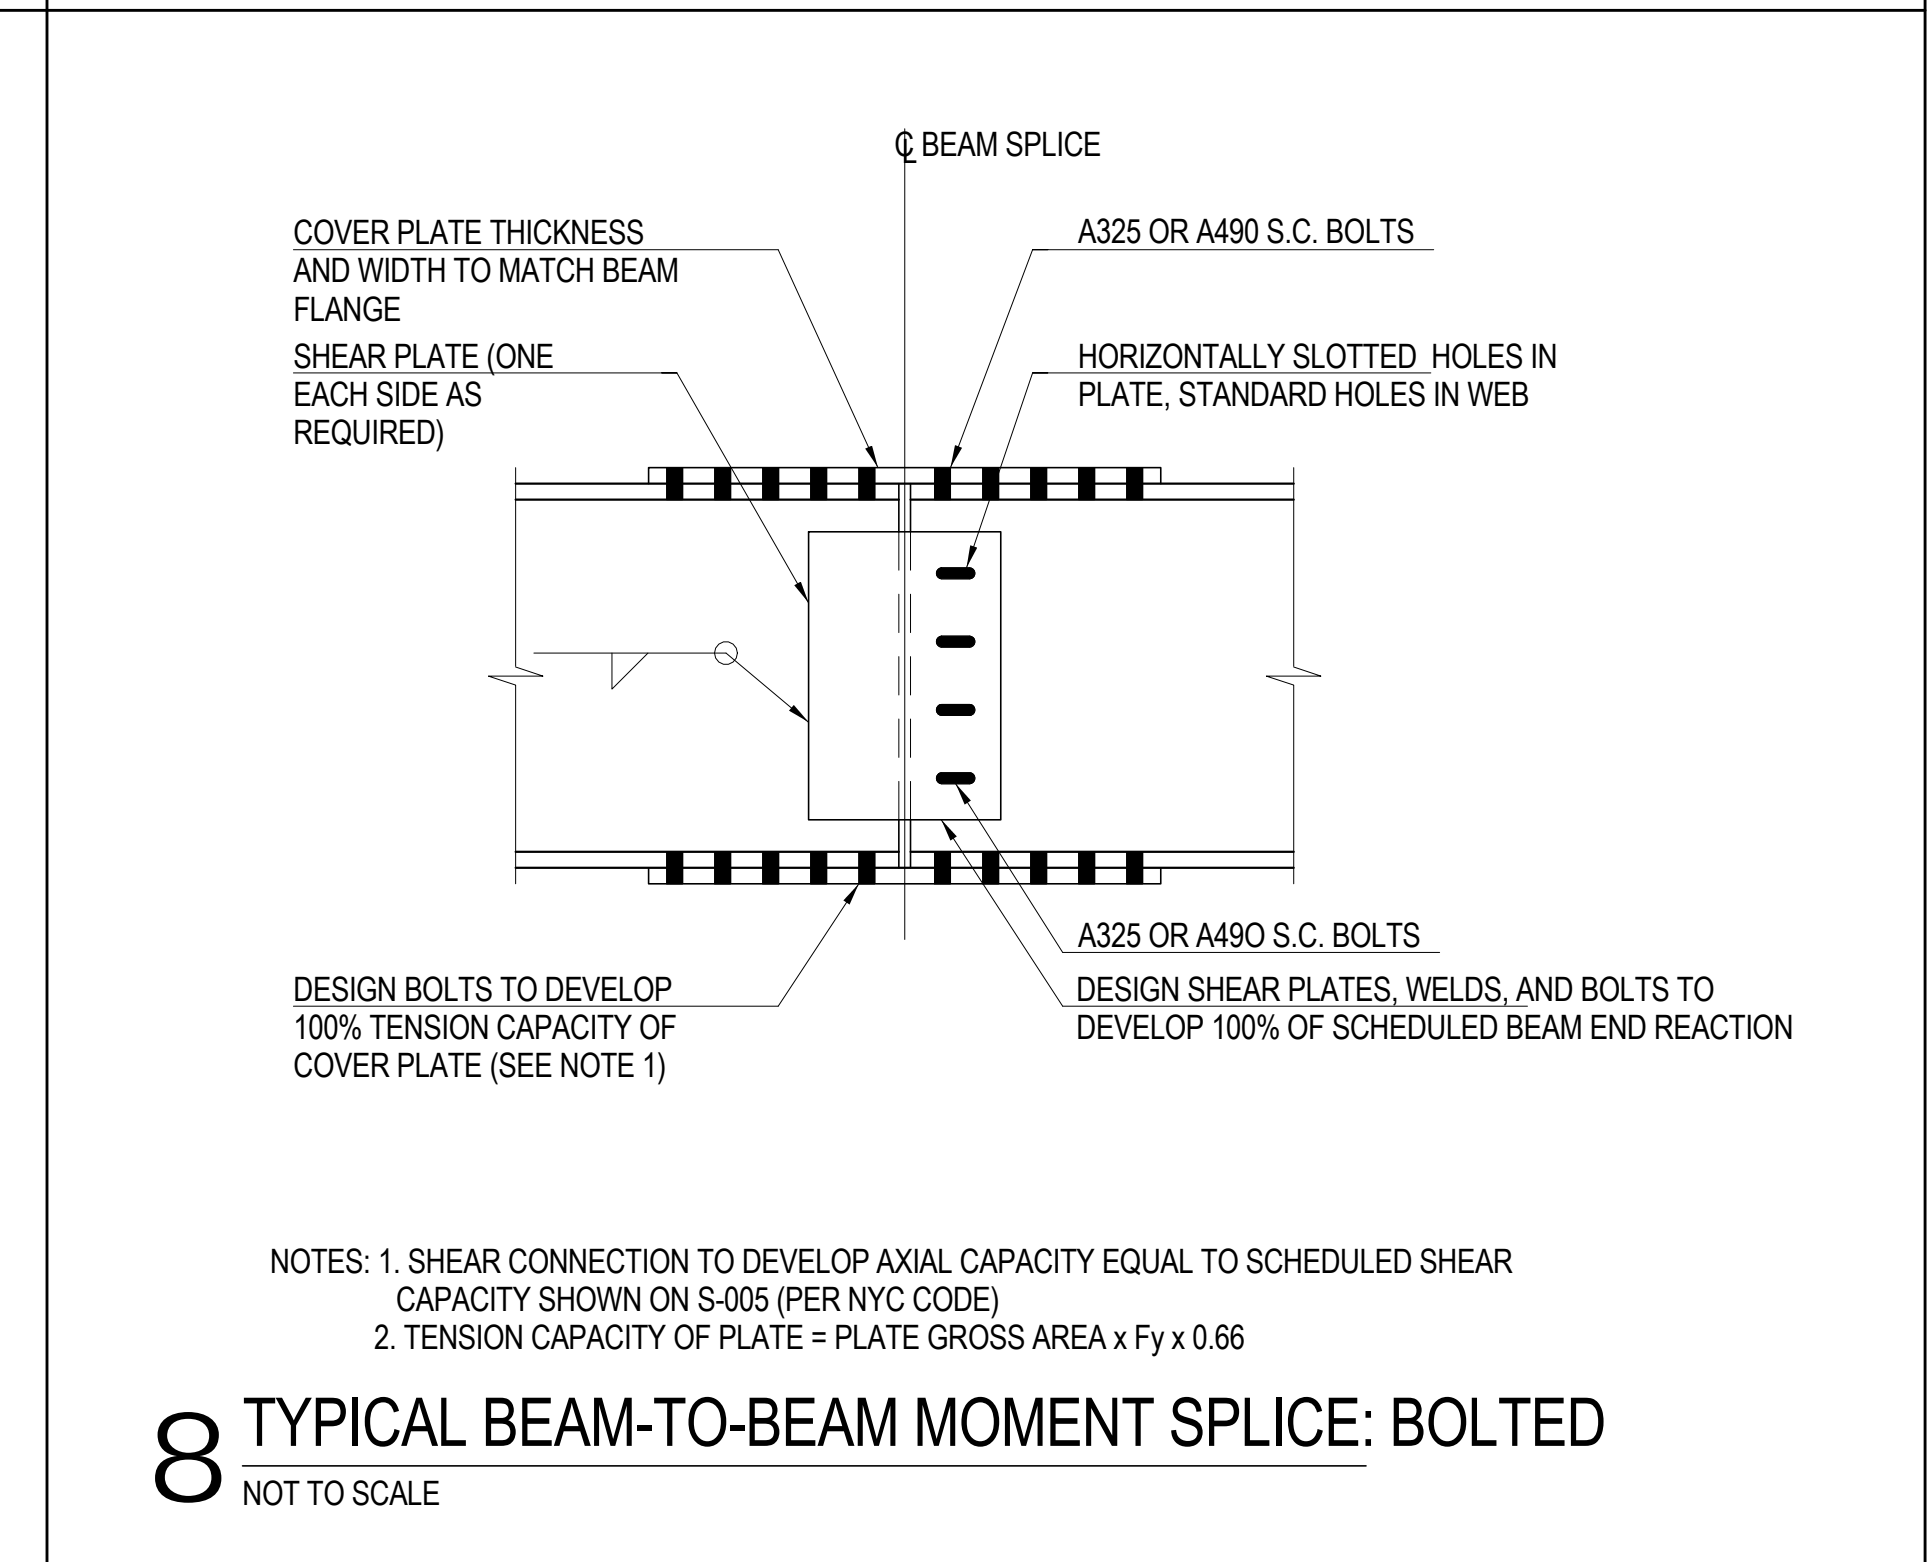 ℄ BEAM SPLICE
COVER PLATE THICKNESS
AND WIDTH TO MATCH BEAM
FLANGE
SHEAR PLATE (ONE
EACH SIDE AS
REQUIRED)
A325 OR A490 S.C. BOLTS
HORIZONTALLY SLOTTED HOLES IN
PLATE, STANDARD HOLES IN WEB
DESIGN BOLTS TO DEVELOP
100% TENSION CAPACITY OF
COVER PLATE (SEE NOTE 1)
A325 OR A49O S.C. BOLTS
DESIGN SHEAR PLATES, WELDS, AND BOLTS TO
DEVELOP 100% OF SCHEDULED BEAM END REACTION
NOTES: 1. SHEAR CONNECTION TO DEVELOP AXIAL CAPACITY EQUAL TO SCHEDULED SHEAR
CAPACITY SHOWN ON S-005 (PER NYC CODE)
2. TENSION CAPACITY OF PLATE = PLATE GROSS AREA x Fy x 0.66
8 TYPICAL BEAM-TO-BEAM MOMENT SPLICE: BOLTED
NOT TO SCALE